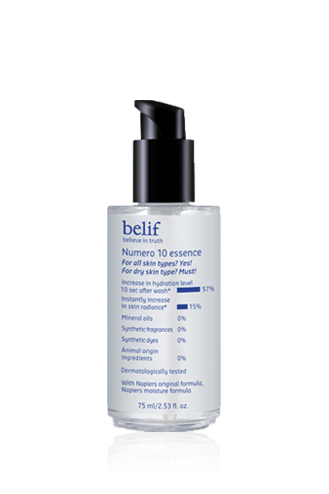 belif
believe in truth
Numero 10 essence
For all skin types? Yes!
For dry skin type? Must!
Increase in hydration level
10 sec after wash* 57%
Instantly increase
in skin radiance* 15%
Mineral oils 0%
Synthetic fragrances 0%
Synthetic dyes 0%
Animal origin
ingredients 0%
Dermatologically tested
With Napiers original formula,
Napiers moisture formula
75 ml/2.53 fl. oz.